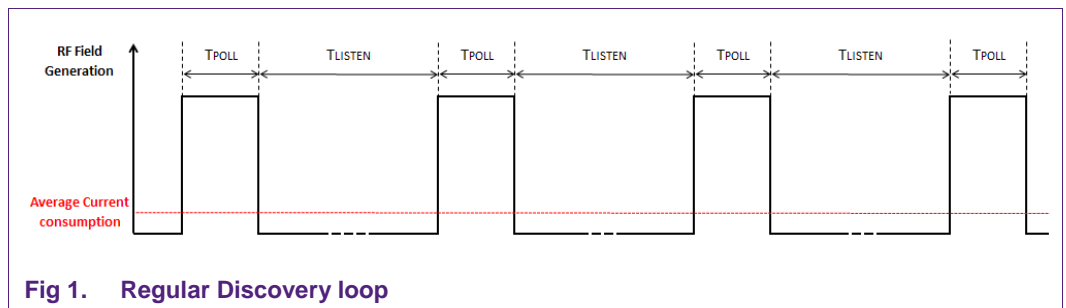 RF Field
Generation
TPOLL
TLISTEN
TPOLL
TLISTEN
TPOLL
TLISTEN
TPOLL
Average Current
consumption
Fig 1. Regular Discovery loop